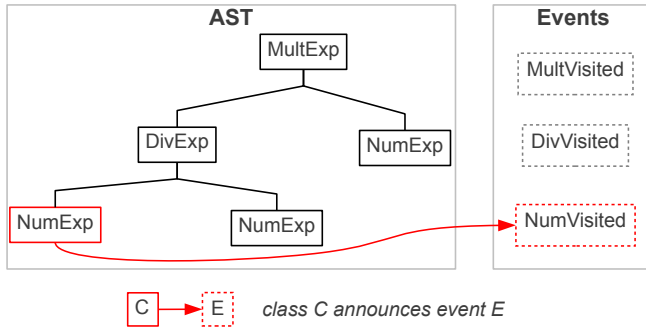 AST
Events
MultExp
MultVisited
DivExp
NumExp
DivVisited
NumExp
NumExp
NumVisited
C
E
class C announces event E